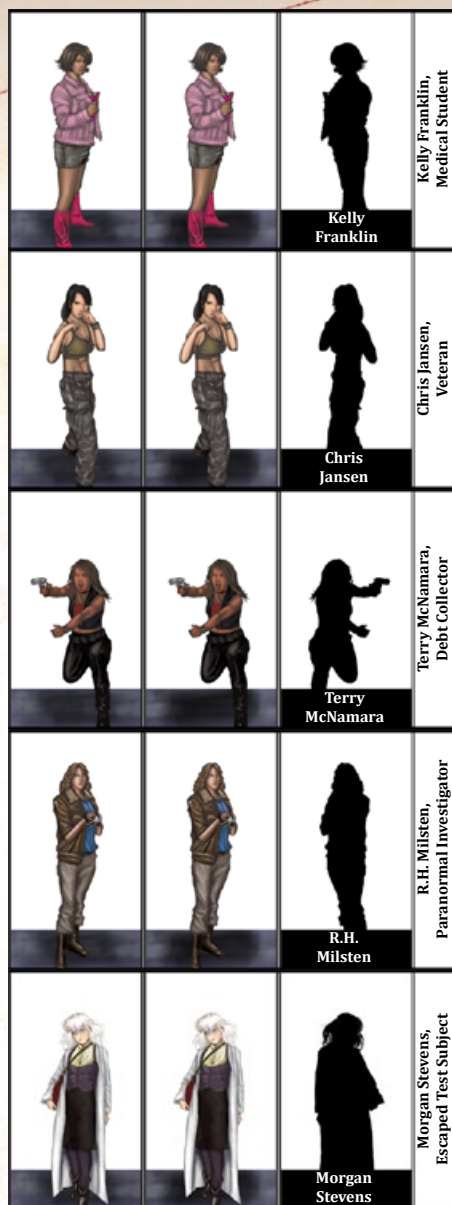 Kelly
Franklin
Kelly Franklin,
Medical Student
Chris
Jansen
Chris Jansen,
Veteran
Terry
McNamara
Terry McNamara,
Debt Collector
R.H.
Milsten
R.H. Milsten,
Paranormal Investigator
Morgan
Stevens
Morgan Stevens,
Escaped Test Subject